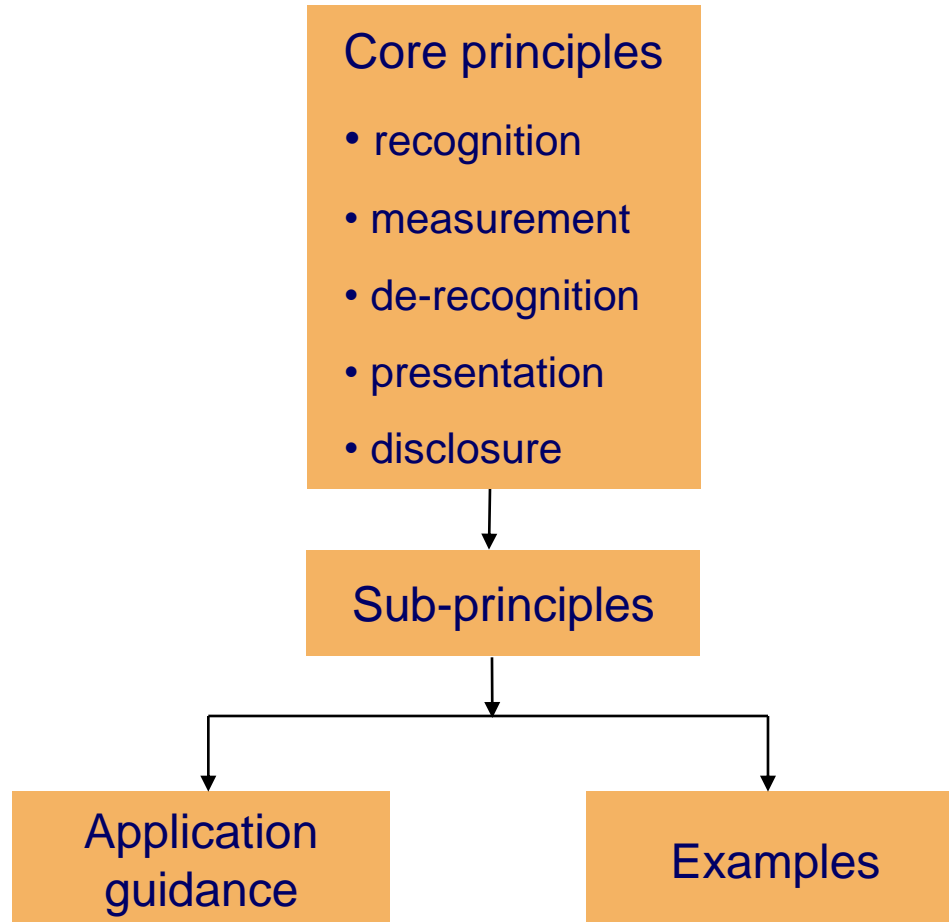 Core principles
• recognition
• measurement
• de-recognition
• presentation
• disclosure
Sub-principles
Application
guidance
Examples